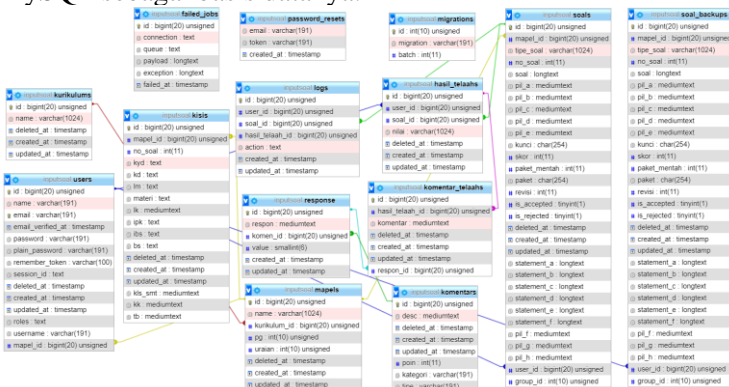 inputsoal failed_jobs
id : bigint(20) unsigned
connection : text
queue : text
payload : longtext
exception : longtext
failed_at : timestamp
inputsoal password_resets
email : varchar(191)
token : varchar(191)
created_at : timestamp
inputsoal migrations
id : int(10) unsigned
migration : varchar(191)
batch : int(11)
inputsoal kurikulums
id : bigint(20) unsigned
name : varchar(1024)
deleted_at : timestamp
created_at : timestamp
updated_at : timestamp
inputsoal users
id : bigint(20) unsigned
name : varchar(191)
email : varchar(191)
email_verified_at : timestamp
password : varchar(191)
plain_password : varchar(191)
remember_token : varchar(100)
session_id : text
deleted_at : timestamp
created_at : timestamp
updated_at : timestamp
roles : text
username : varchar(191)
mapel_id : bigint(20) unsigned
inputsoal kisis
id : bigint(20) unsigned
mapel_id : bigint(20) unsigned
no_soal : int(11)
kyd : text
kd : text
lm : text
materi : text
lk : mediumtext
ipk : text
ibs : text
bs : text
deleted_at : timestamp
created_at : timestamp
updated_at : timestamp
kls_smt : mediumtext
kk : mediumtext
tb : mediumtext
inputsoal logs
id : bigint(20) unsigned
user_id : bigint(20) unsigned
soal_id : bigint(20) unsigned
hasil_telaah_id : bigint(20) unsigned
action : text
created_at : timestamp
updated_at : timestamp
inputsoal response
id : bigint(20) unsigned
respon : mediumtext
komen_id : bigint(20) unsigned
value : smallint(6)
created_at : timestamp
updated_at : timestamp
inputsoal mapels
id : bigint(20) unsigned
name : varchar(1024)
kurikulum_id : bigint(20) unsigned
pg : int(10) unsigned
uraian : int(10) unsigned
deleted_at : timestamp
created_at : timestamp
updated_at : timestamp
inputsoal hasil_telaahs
id : bigint(20) unsigned
user_id : bigint(20) unsigned
soal_id : bigint(20) unsigned
nilai : varchar(1024)
deleted_at : timestamp
created_at : timestamp
updated_at : timestamp
inputsoal komentar_telaahs
id : bigint(20) unsigned
hasil_telaah_id : bigint(20) unsigned
komentar : mediumtext
deleted_at : timestamp
created_at : timestamp
updated_at : timestamp
respon_id : bigint(20) unsigned
inputsoal komentars
id : bigint(20) unsigned
desc : mediumtext
deleted_at : timestamp
created_at : timestamp
updated_at : timestamp
poin : int(11)
kategori : varchar(191)
inputsoal soals
id : bigint(20) unsigned
mapel_id : bigint(20) unsigned
tipe_soal : varchar(1024)
no_soal : int(11)
soal : longtext
pil_a : mediumtext
pil_b : mediumtext
pil_c : mediumtext
pil_d : mediumtext
pil_e : mediumtext
kunci : char(254)
skor : int(11)
paket_mentah : int(11)
paket : char(254)
revisi : int(11)
is_accepted : tinyint(1)
is_rejected : tinyint(1)
deleted_at : timestamp
created_at : timestamp
updated_at : timestamp
statement_a : longtext
statement_b : longtext
statement_c : longtext
statement_d : longtext
statement_e : longtext
statement_f : longtext
pil_f : mediumtext
pil_g : mediumtext
pil_h : mediumtext
user_id : bigint(20) unsigned
group_id : int(10) unsigned
inputsoal soal_backups
id : bigint(20) unsigned
mapel_id : bigint(20) unsigned
tipe_soal : varchar(1024)
no_soal : int(11)
soal : longtext
pil_a : mediumtext
pil_b : mediumtext
pil_c : mediumtext
pil_d : mediumtext
pil_e : mediumtext
kunci : char(254)
skor : int(11)
paket_mentah : int(11)
paket : char(254)
revisi : int(11)
is_accepted : tinyint(1)
is_rejected : tinyint(1)
deleted_at : timestamp
created_at : timestamp
updated_at : timestamp
statement_a : longtext
statement_b : longtext
statement_c : longtext
statement_d : longtext
statement_e : longtext
statement_f : longtext
pil_f : mediumtext
pil_g : mediumtext
pil_h : mediumtext
user_id : bigint(20) unsigned
group_id : int(10) unsigned